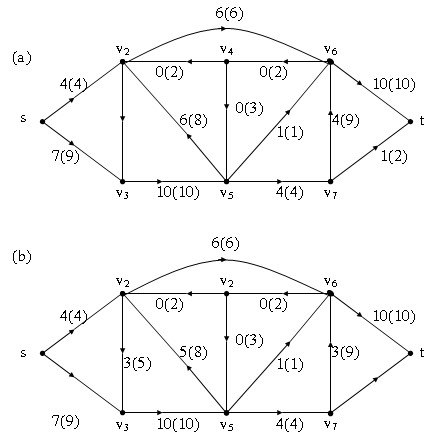 6(6)
(a)
v2 v4 v6
0(2) 0(2)
4(4) 10(10)
0(3)
s 6(8) 1(1) 4(9) t
7(9) 1(2)
v3 10(10) v5 4(4) v7
6(6)
(b)
v2 v2 v6
0(2) 0(2)
4(4) 10(10)
0(3)
s 3(5) 5(8) 1(1) 3(9) t
7(9) 10(10) 4(4)
v3 v5 v7